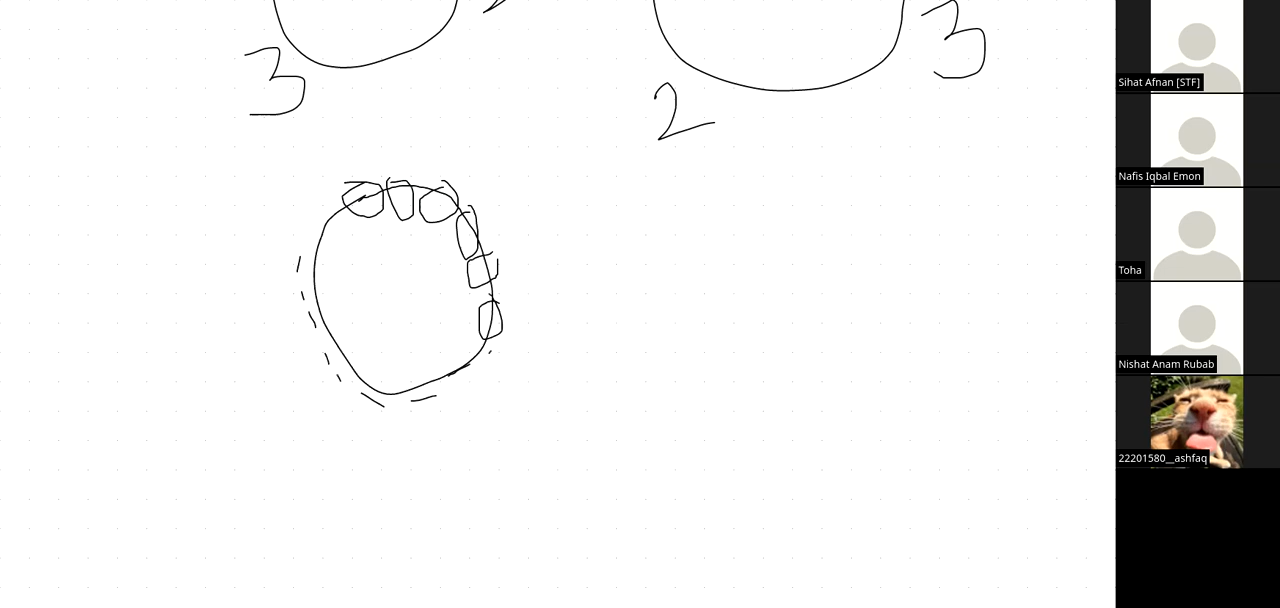 3
3
2
Sihat Afnan [STF]
Nafis Iqbal Emon
Toha
Nishat Anam Rubab
22201580__ashfaq